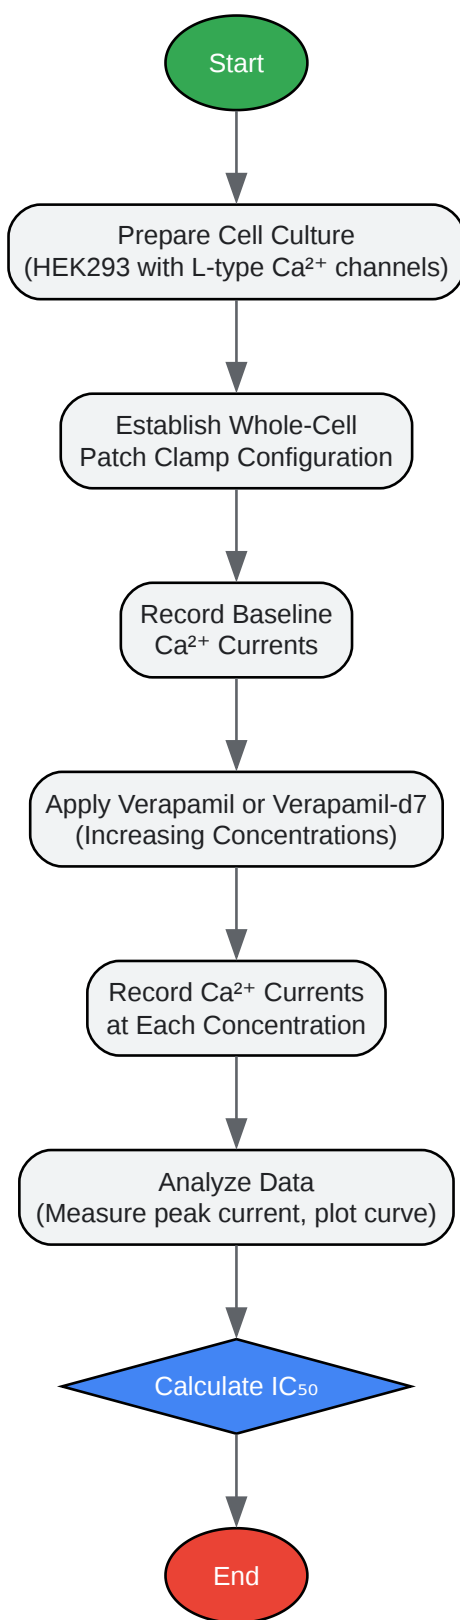 Start
Prepare Cell Culture
(HEK293 with L-type Ca²⁺ channels)
Establish Whole-Cell
Patch Clamp Configuration
Record Baseline
Ca²⁺ Currents
Apply Verapamil or Verapamil-d7
(Increasing Concentrations)
Record Ca²⁺ Currents
at Each Concentration
Analyze Data
(Measure peak current, plot curve)
Calculate IC₅₀
End